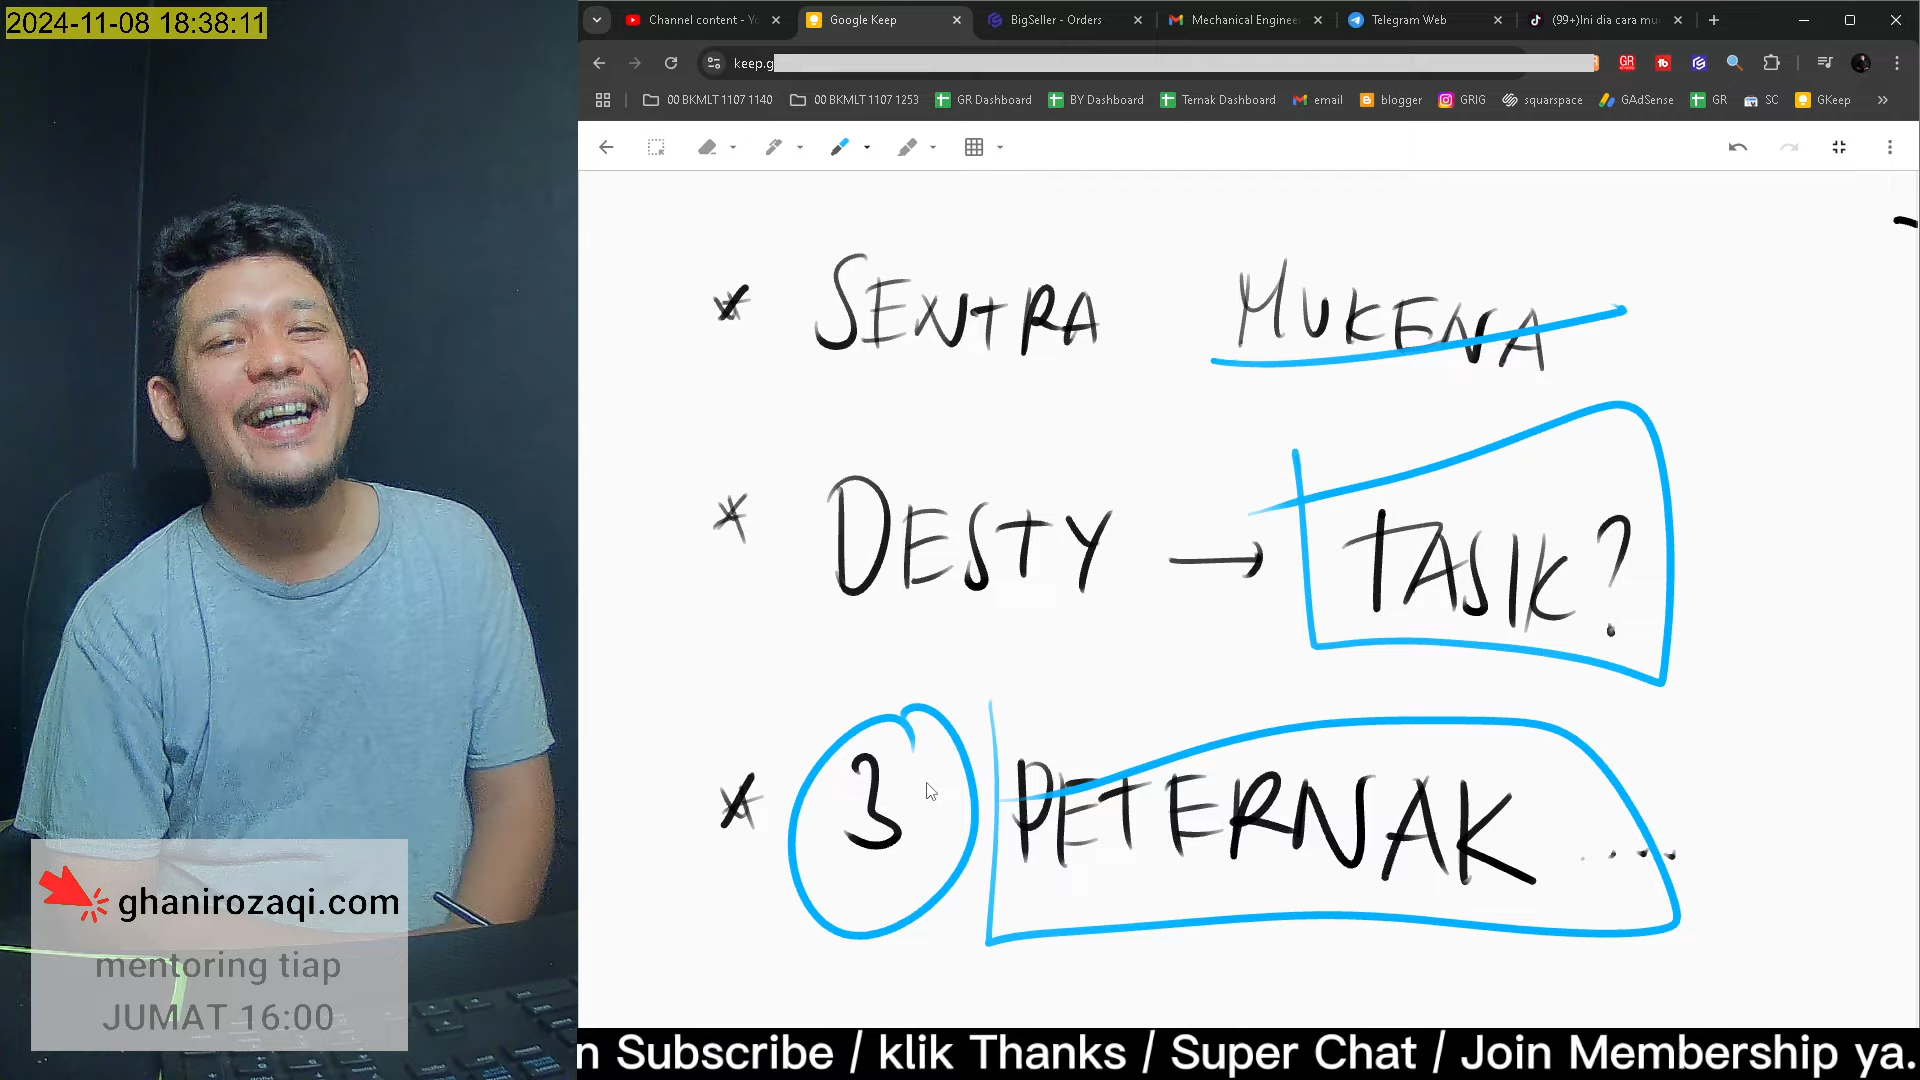 2024-11-08 18:38:11
Channel content - Yo
Google Keep
BigSeller - Orders
Mechanical Enginee
Telegram Web
(99+)Ini dia cara mu
keep.g
00 BKMLT 1107 1140
00 BKMLT 1107 1253
GR Dashboard
BY Dashboard
Ternak Dashboard
email
blogger
GRIG
squarspace
GAdSense
GR
SC
GKeep
* SENTRA MUKENA
* DESTY → TASIK?
* 3 PETERNAK ....
ghanirozaqi.com
mentoring tiap
JUMAT 16:00
n Subscribe / klik Thanks / Super Chat / Join Membership ya.